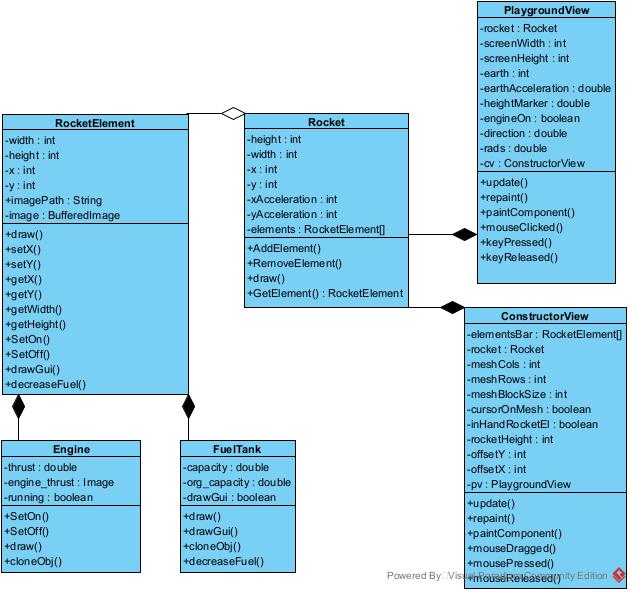 PlaygroundView
-rocket : Rocket
-screenWidth : int
-screenHeight : int
-earth : int
-earthAcceleration : double
-heightMarker : double
-engineOn : boolean
-direction : double
-rads : double
-cv : ConstructorView
+update()
+repaint()
+paintComponent()
+mouseClicked()
+keyPressed()
+keyReleased()
RocketElement
-width : int
-height : int
-x : int
-y : int
+imagePath : String
-image : BufferedImage
+draw()
+setX()
+setY()
+getX()
+getY()
+getWidth()
+getHeight()
+SetOn()
+SetOff()
+drawGui()
+decreaseFuel()
Rocket
-height : int
-width : int
-x : int
-y : int
-xAcceleration : int
-yAcceleration : int
-elements : RocketElement[]
+AddElement()
+RemoveElement()
+draw()
+GetElement() : RocketElement
ConstructorView
-elementsBar : RocketElement[]
-rocket : Rocket
-meshCols : int
-meshRows : int
-meshBlockSize : int
-cursorOnMesh : boolean
-inHandRocketEl : boolean
-rocketHeight : int
-offsetY : int
-offsetX : int
-pv : PlaygroundView
+update()
+repaint()
+paintComponent()
+mouseDragged()
+mousePressed()
+mouseReleased()
Engine
-thrust : double
-engine_thrust : Image
-running : boolean
+SetOn()
+SetOff()
+draw()
+cloneObj()
FuelTank
-capacity : double
-org_capacity : double
-drawGui : boolean
+draw()
+drawGui()
+cloneObj()
+decreaseFuel()
Powered By Visual Paradigm Community Edition